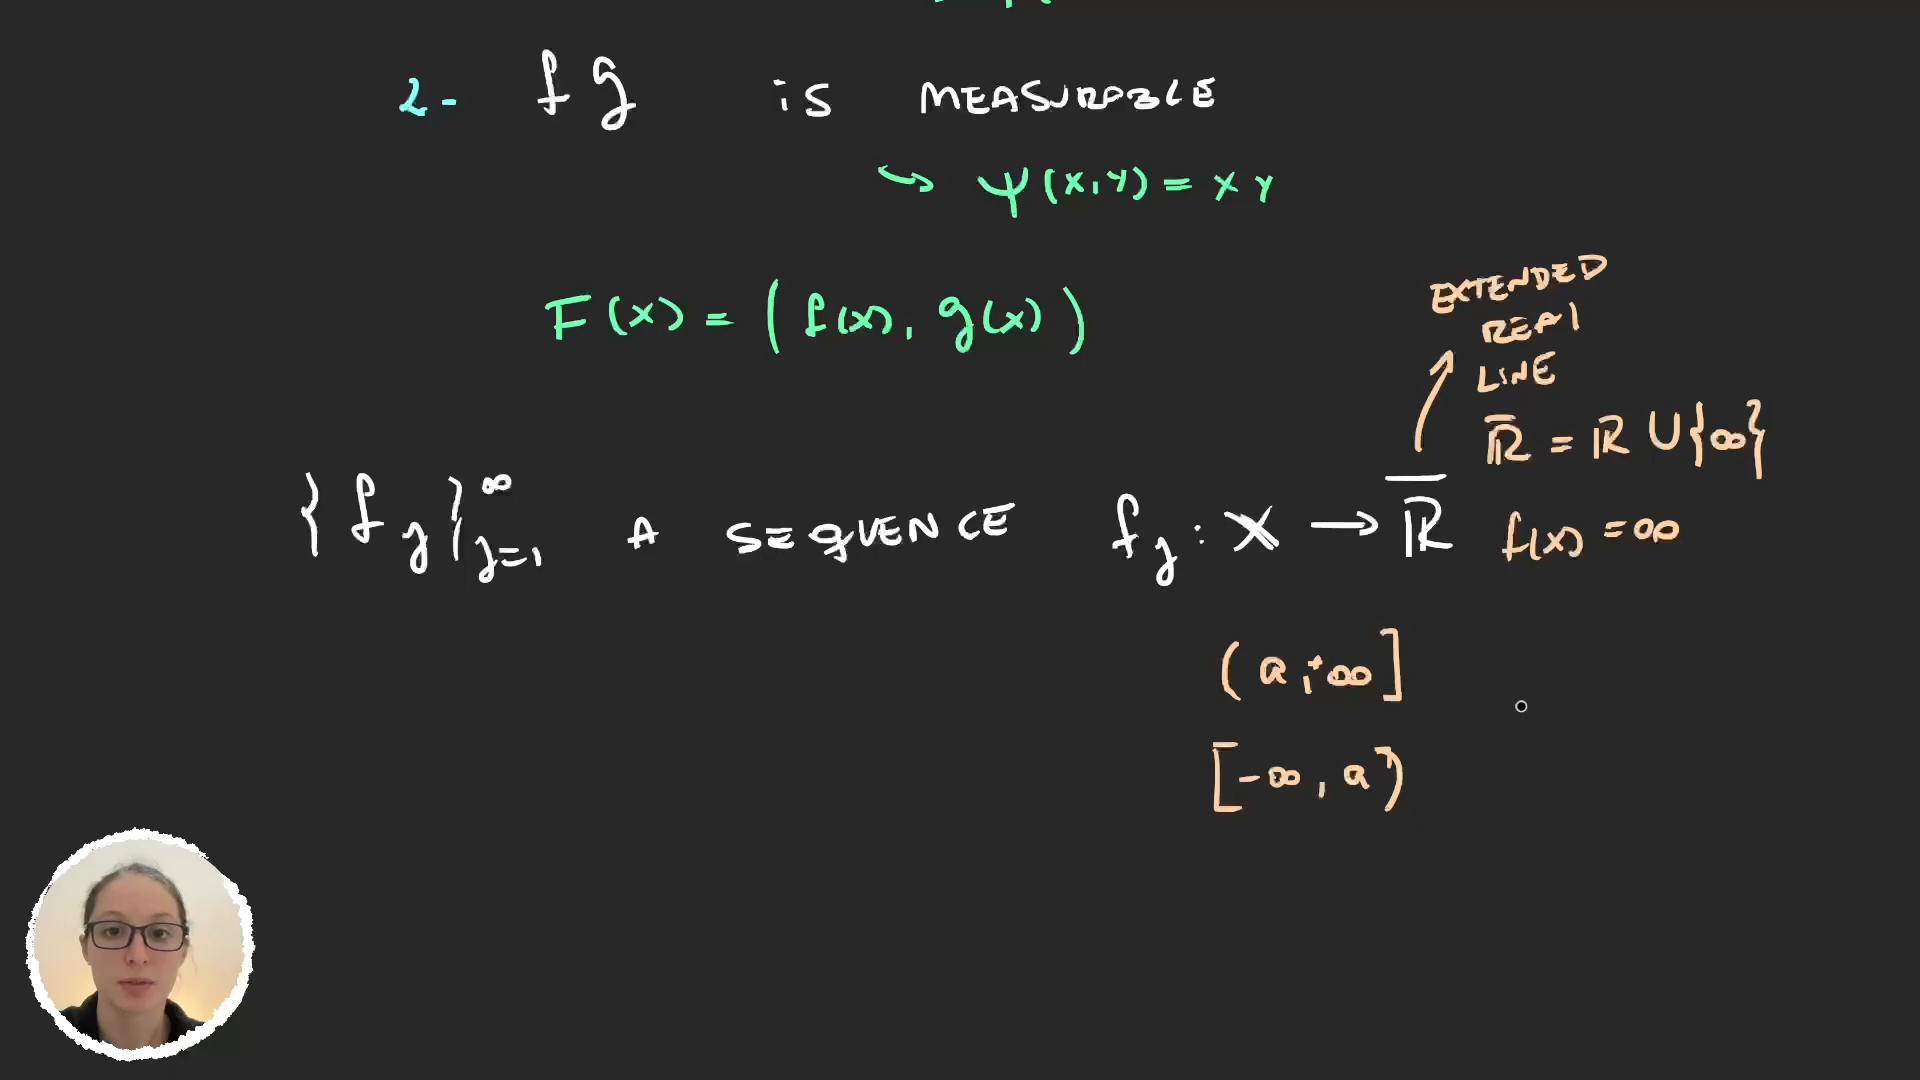 2- fg is MEASURABLE
↪ ψ(x,y) = xy
F(x) = (f(x), g(x))
EXTENDED
REAL
LINE
ℝ̅ = ℝ ∪ {∞}
{f_j}_{j=1}^∞ A SEQUENCE f_j : X → ℝ̅ f(x) = ∞
(a, +∞]
[-∞, a)